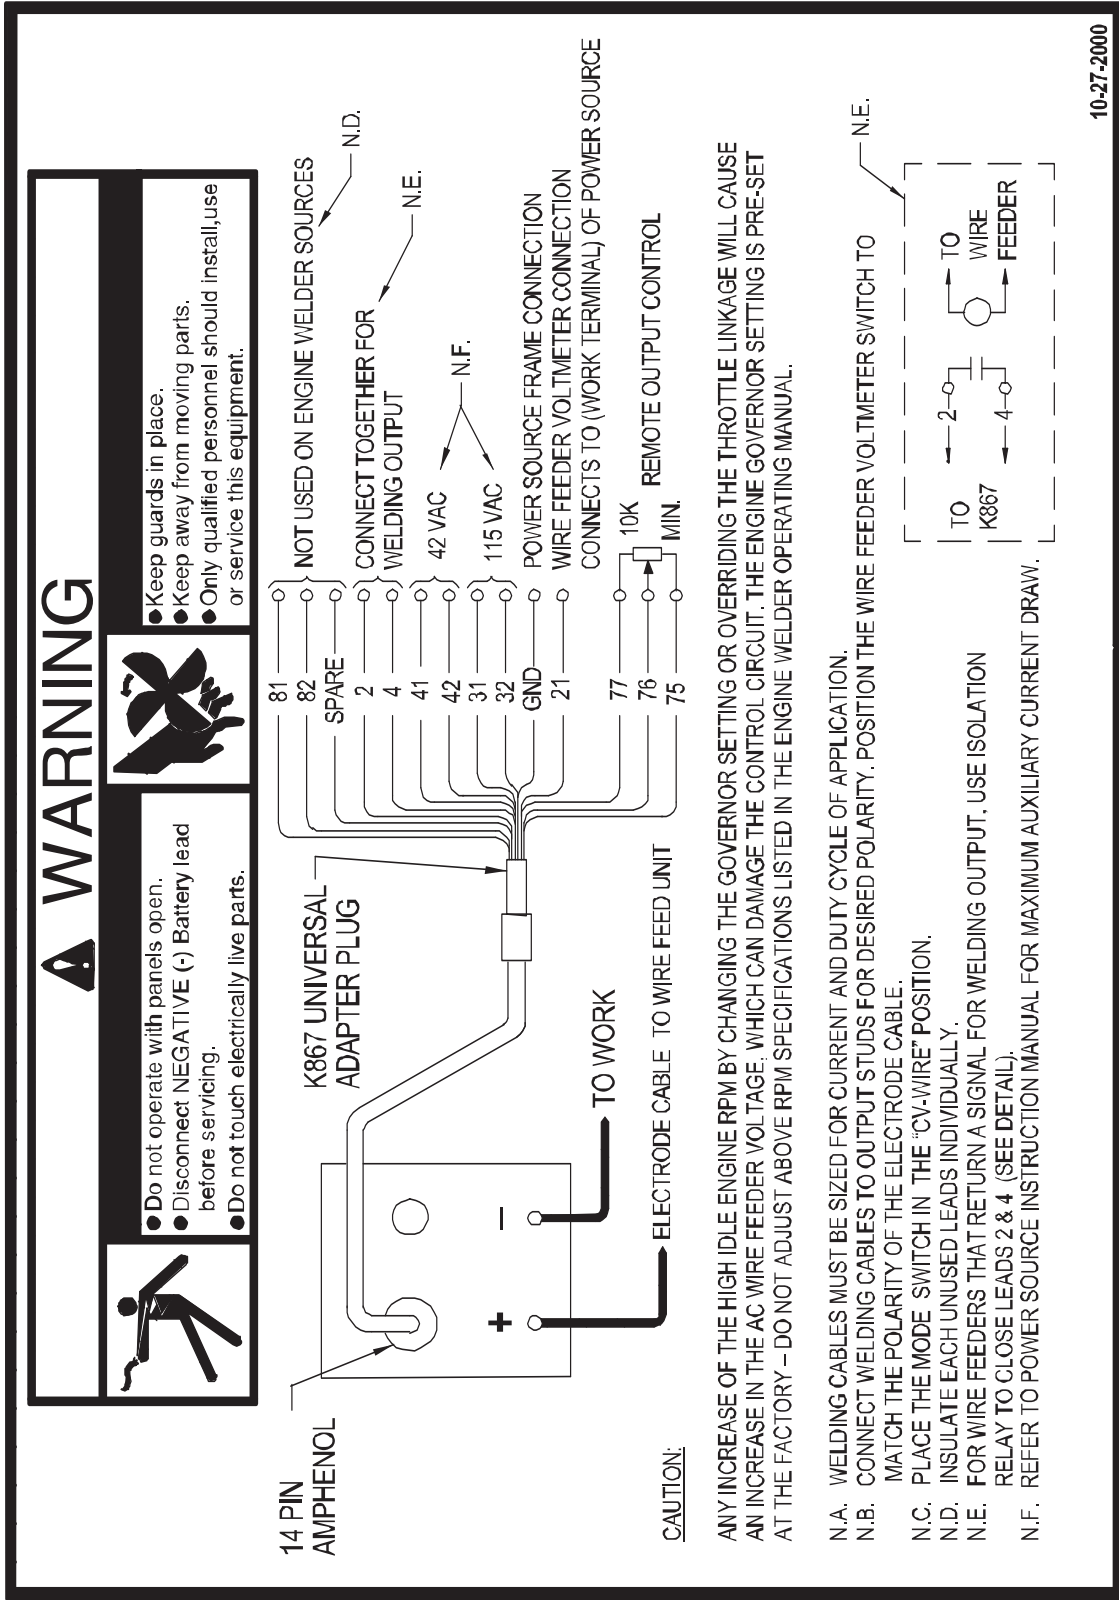 WARNING
● Do not operate with panels open.
● Disconnect NEGATIVE (-) Battery lead
before servicing.
● Do not touch electrically live parts.
● Keep guards in place.
● Keep away from moving parts.
● Only qualified personnel should install,use
or service this equipment.
14 PIN
AMPHENOL
K867 UNIVERSAL
ADAPTER PLUG
+
−
TO WORK
ELECTRODE CABLE TO WIRE FEED UNIT
81
82
SPARE
2
4
41
42
31
32
GND
21
77
76
75
NOT USED ON ENGINE WELDER SOURCES
N.D.
CONNECT TOGETHER FOR
WELDING OUTPUT
N.E.
42 VAC
115 VAC
N.F.
POWER SOURCE FRAME CONNECTION
WIRE FEEDER VOLTMETER CONNECTION
CONNECTS TO (WORK TERMINAL) OF POWER SOURCE
10K
MIN.
REMOTE OUTPUT CONTROL
CAUTION:
ANY INCREASE OF THE HIGH IDLE ENGINE RPM BY CHANGING THE GOVERNOR SETTING OR OVERRIDING THE THROTTLE LINKAGE WILL CAUSE
AN INCREASE IN THE AC WIRE FEEDER VOLTAGE, WHICH CAN DAMAGE THE CONTROL CIRCUIT. THE ENGINE GOVERNOR SETTING IS PRE-SET
AT THE FACTORY – DO NOT ADJUST ABOVE RPM SPECIFICATIONS LISTED IN THE ENGINE WELDER OPERATING MANUAL.
N.A. WELDING CABLES MUST BE SIZED FOR CURRENT AND DUTY CYCLE OF APPLICATION.
N.B. CONNECT WELDING CABLES TO OUTPUT STUDS FOR DESIRED POLARITY. POSITION THE WIRE FEEDER VOLTMETER SWITCH TO
MATCH THE POLARITY OF THE ELECTRODE CABLE.
N.C. PLACE THE MODE SWITCH IN THE "CV-WIRE" POSITION.
N.D. INSULATE EACH UNUSED LEADS INDIVIDUALLY.
N.E. FOR WIRE FEEDERS THAT RETURN A SIGNAL FOR WELDING OUTPUT, USE ISOLATION
RELAY TO CLOSE LEADS 2 & 4 (SEE DETAIL).
N.F. REFER TO POWER SOURCE INSTRUCTION MANUAL FOR MAXIMUM AUXILIARY CURRENT DRAW.
N.E.
TO
K867
2
4
TO
WIRE
FEEDER
10-27-2000